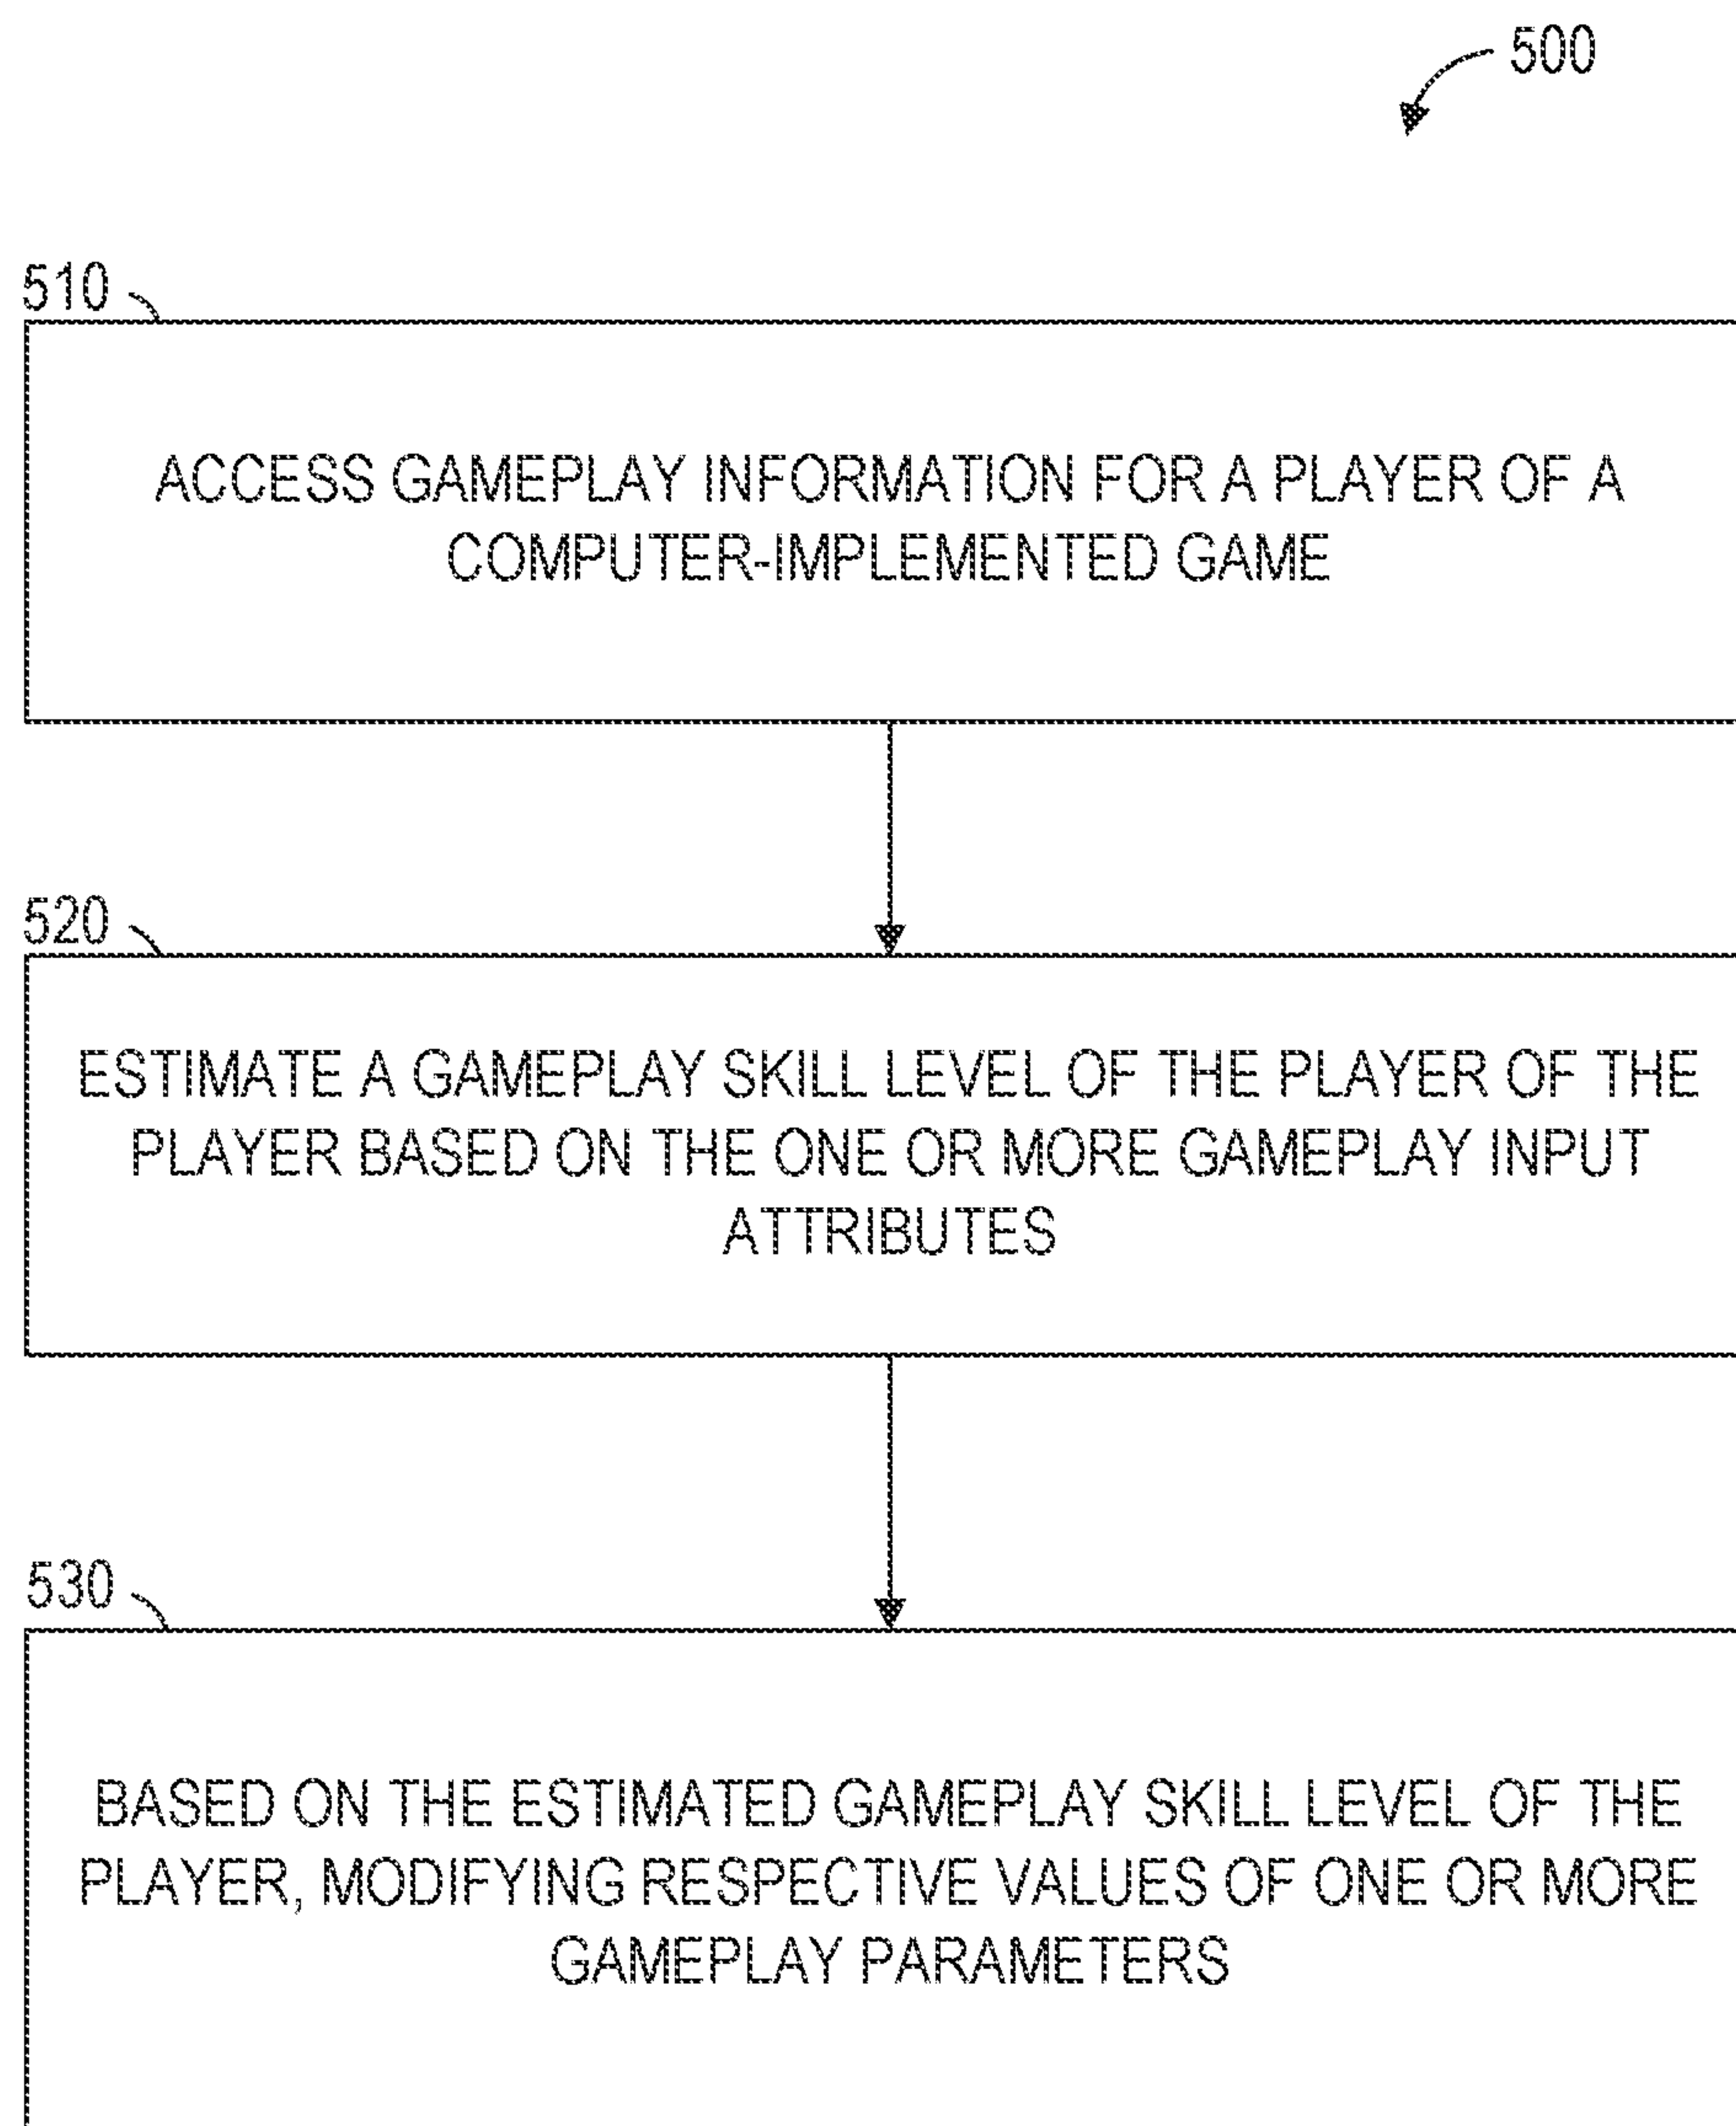 500
510
ACCESS GAMEPLAY INFORMATION FOR A PLAYER OF A
COMPUTER-IMPLEMENTED GAME
520
ESTIMATE A GAMEPLAY SKILL LEVEL OF THE PLAYER OF THE
PLAYER BASED ON THE ONE OR MORE GAMEPLAY INPUT
ATTRIBUTES
530
BASED ON THE ESTIMATED GAMEPLAY SKILL LEVEL OF THE
PLAYER, MODIFYING RESPECTIVE VALUES OF ONE OR MORE
GAMEPLAY PARAMETERS